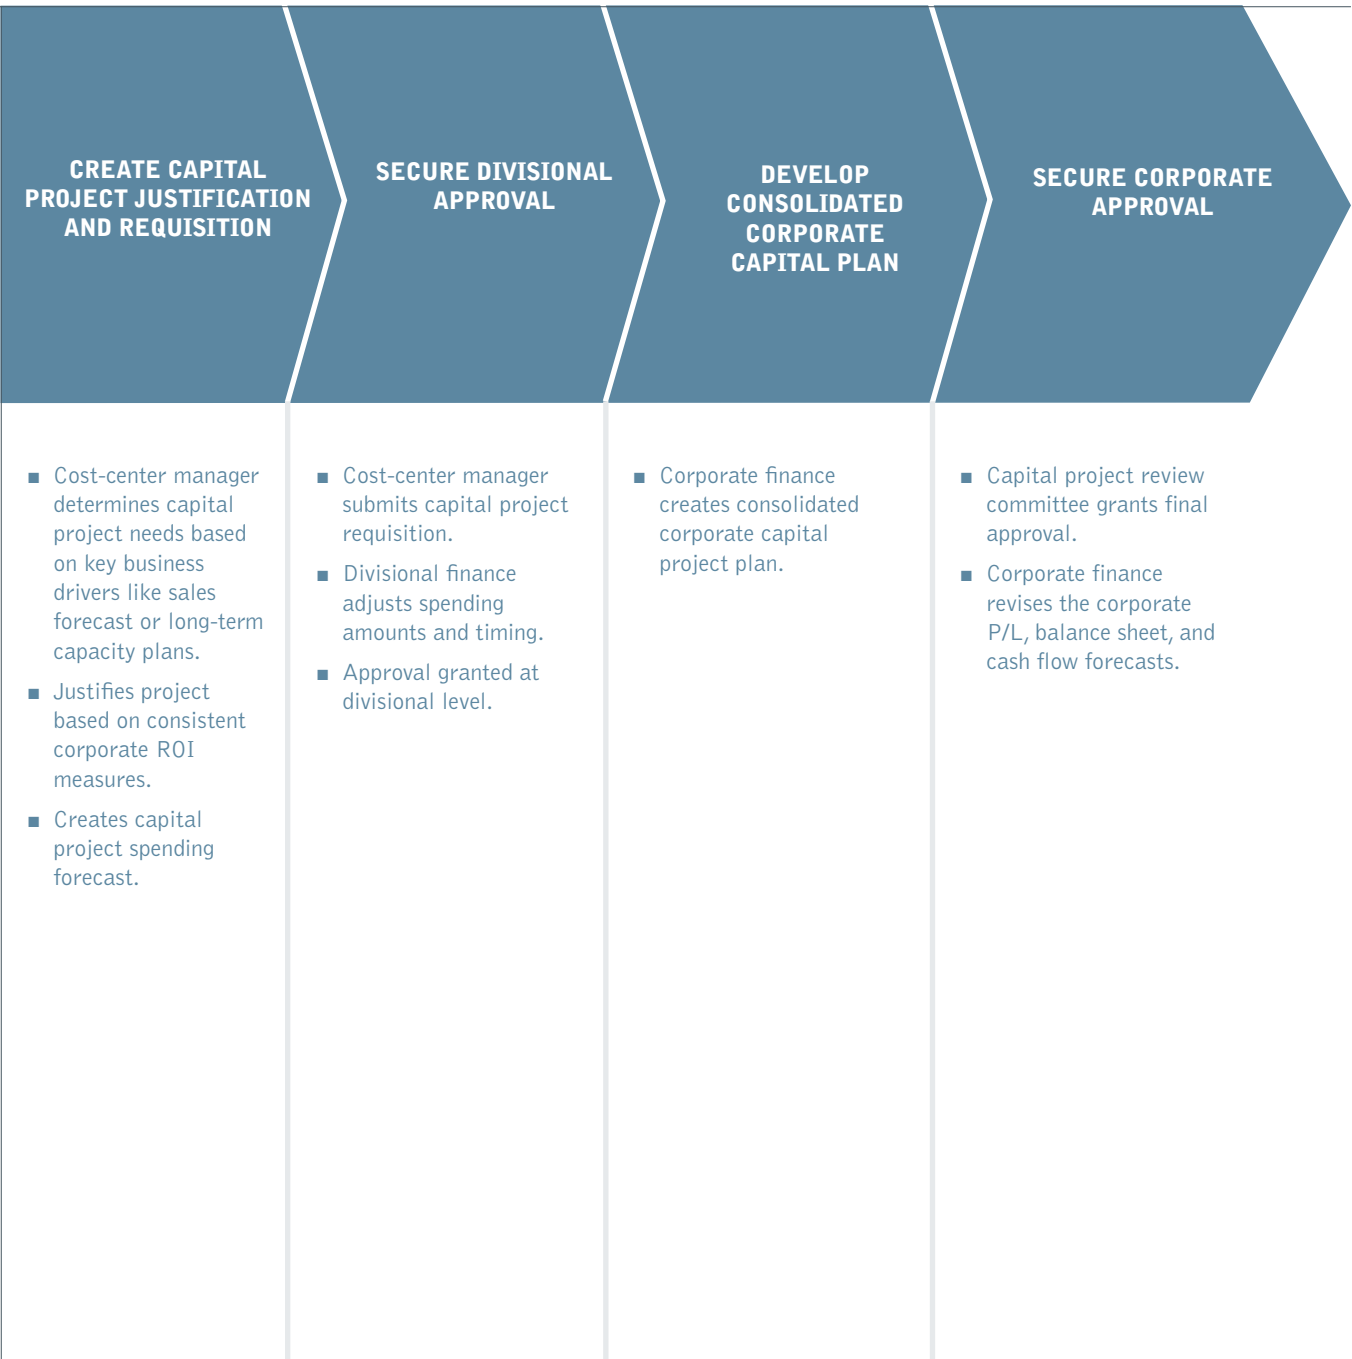 CREATE CAPITAL
PROJECT JUSTIFICATION
AND REQUISITION
SECURE DIVISIONAL
APPROVAL
DEVELOP
CONSOLIDATED
CORPORATE
CAPITAL PLAN
SECURE CORPORATE
APPROVAL
■ Cost-center manager
determines capital
project needs based
on key business
drivers like sales
forecast or long-term
capacity plans.
■ Justifies project
based on consistent
corporate ROI
measures.
■ Creates capital
project spending
forecast.
■ Cost-center manager
submits capital project
requisition.
■ Divisional finance
adjusts spending
amounts and timing.
■ Approval granted at
divisional level.
■ Corporate finance
creates consolidated
corporate capital
project plan.
■ Capital project review
committee grants final
approval.
■ Corporate finance
revises the corporate
P/L, balance sheet, and
cash flow forecasts.